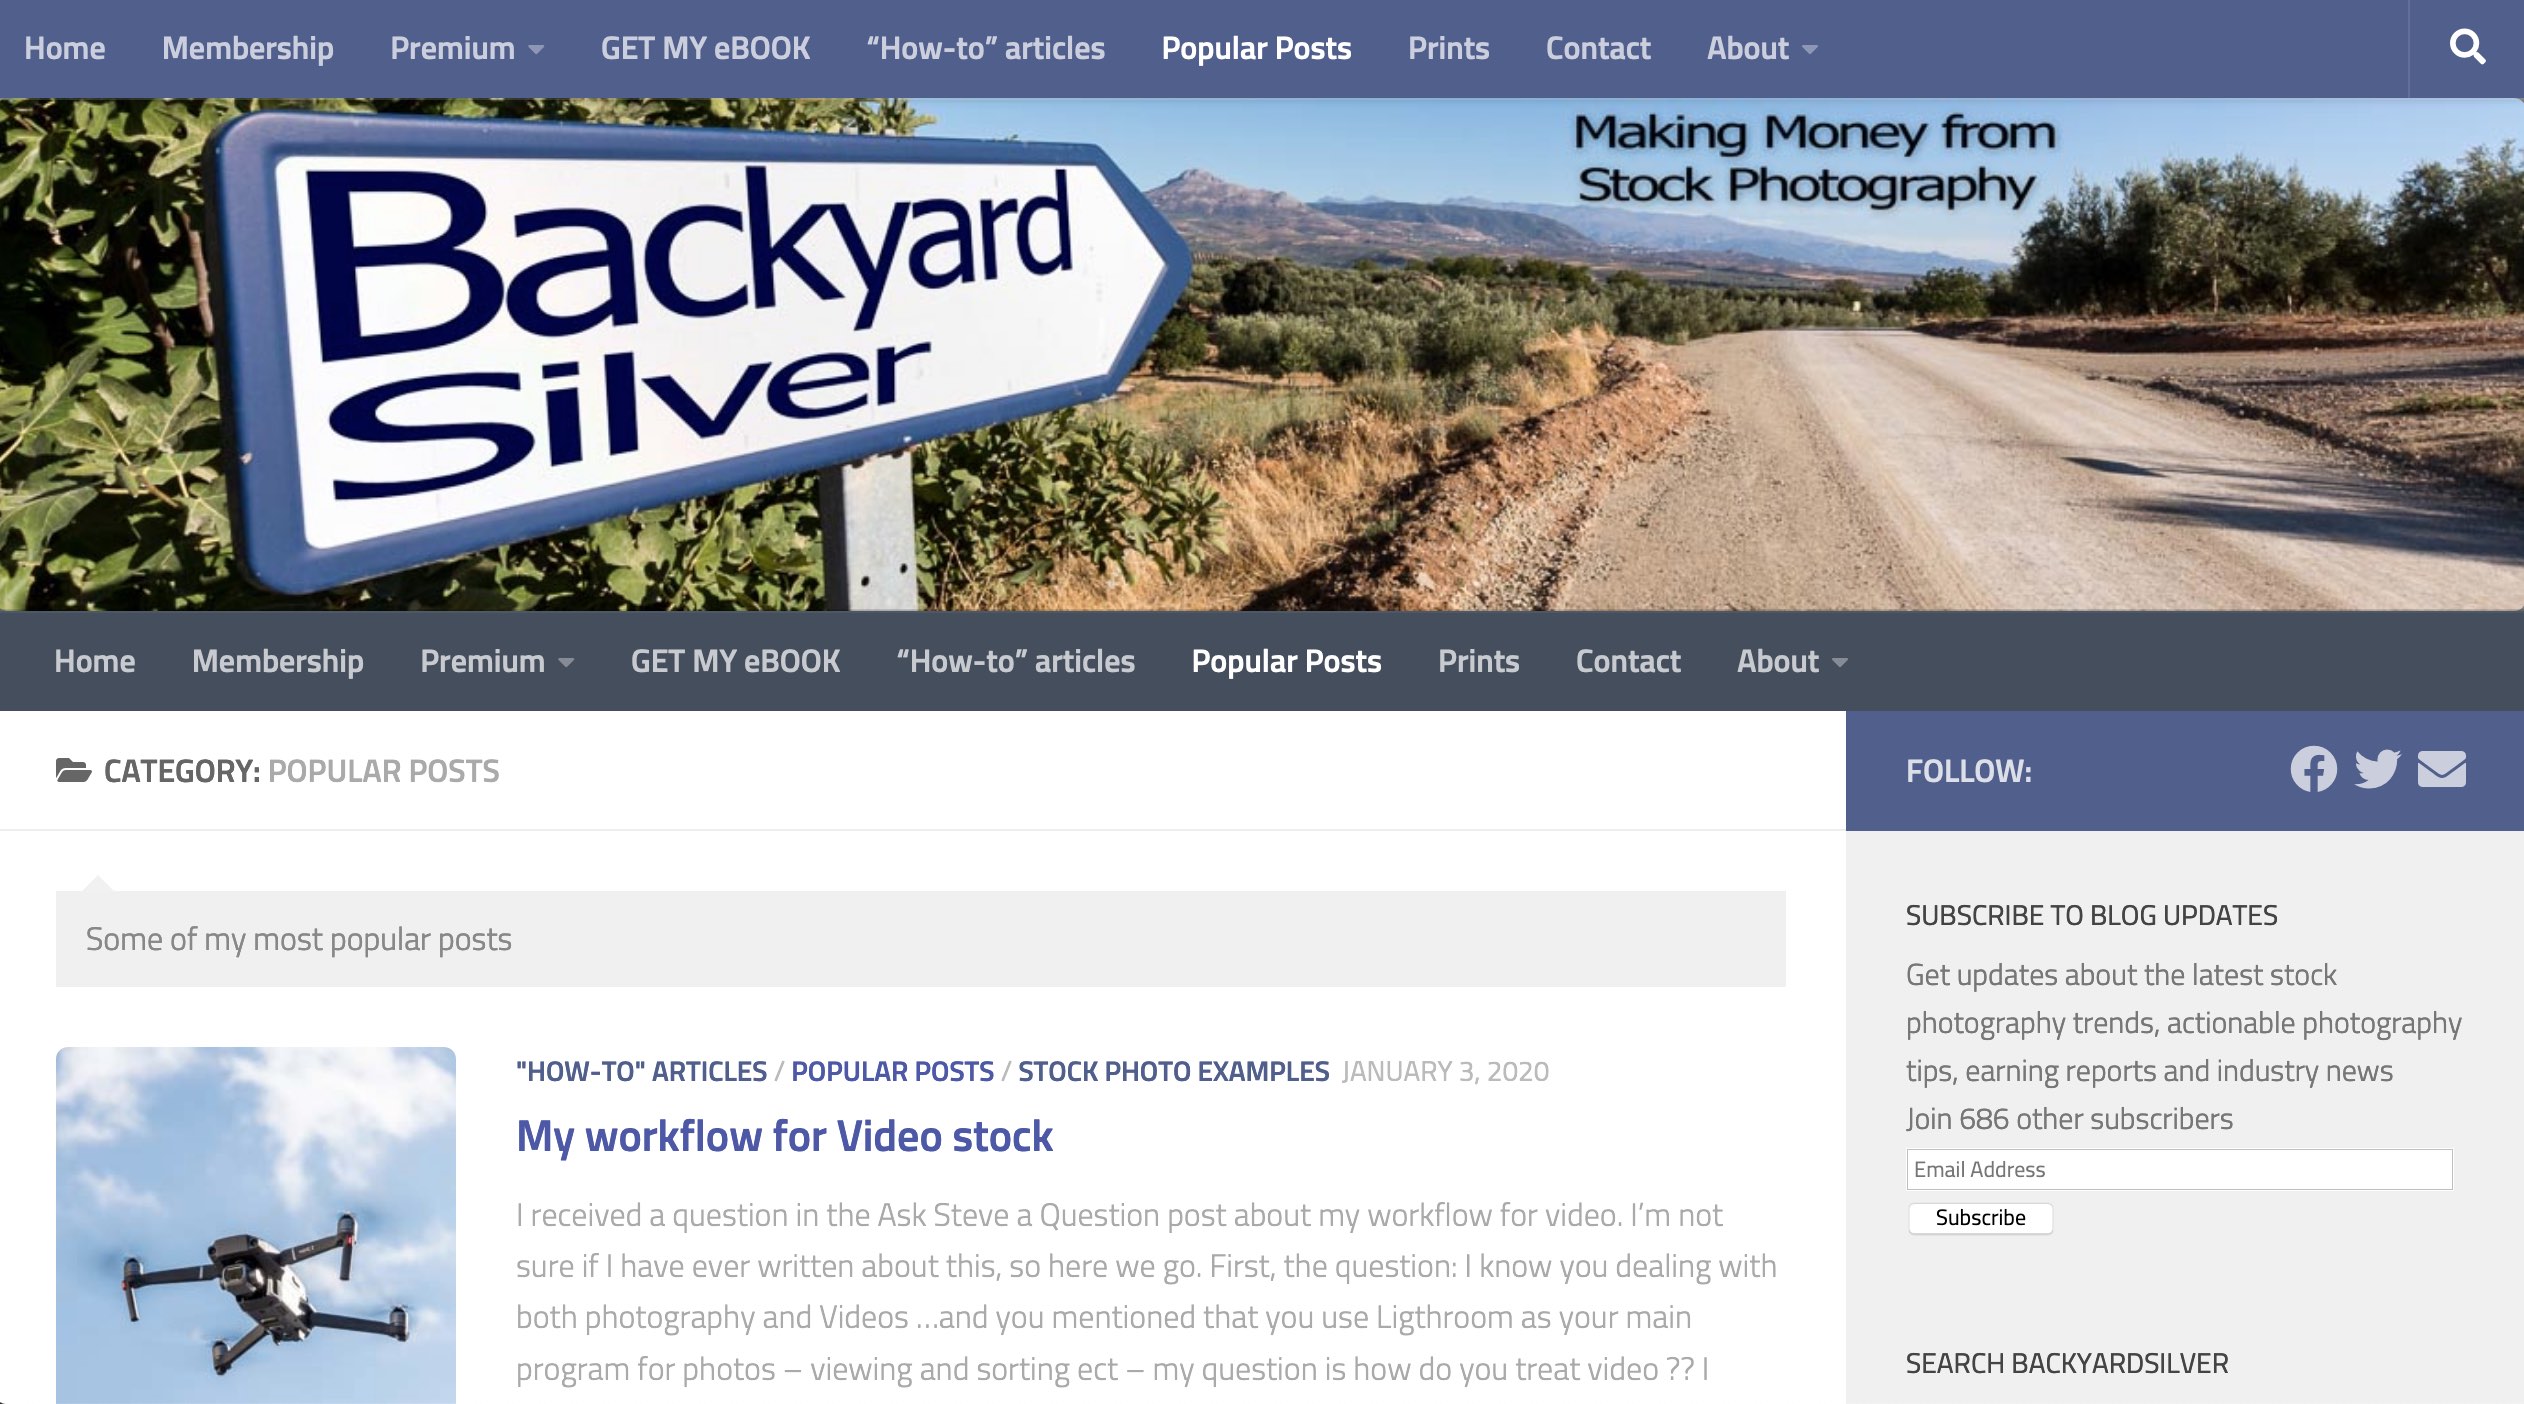 Home Membership Premium GET MY eBOOK “How-to” articles Popular Posts Prints Contact About
Making Money from
Stock Photography
Backyard
Silver
Home Membership Premium GET MY eBOOK “How-to” articles Popular Posts Prints Contact About
CATEGORY: POPULAR POSTS
Some of my most popular posts
"HOW-TO" ARTICLES / POPULAR POSTS / STOCK PHOTO EXAMPLES JANUARY 3, 2020
My workflow for Video stock
I received a question in the Ask Steve a Question post about my workflow for video. I’m not
sure if I have ever written about this, so here we go. First, the question: I know you dealing with
both photography and Videos …and you mentioned that you use Ligthroom as your main
program for photos – viewing and sorting ect – my question is how do you treat video ?? I
FOLLOW:
SUBSCRIBE TO BLOG UPDATES
Get updates about the latest stock
photography trends, actionable photography
tips, earning reports and industry news
Join 686 other subscribers
Email Address
Subscribe
SEARCH BACKYARDSILVER